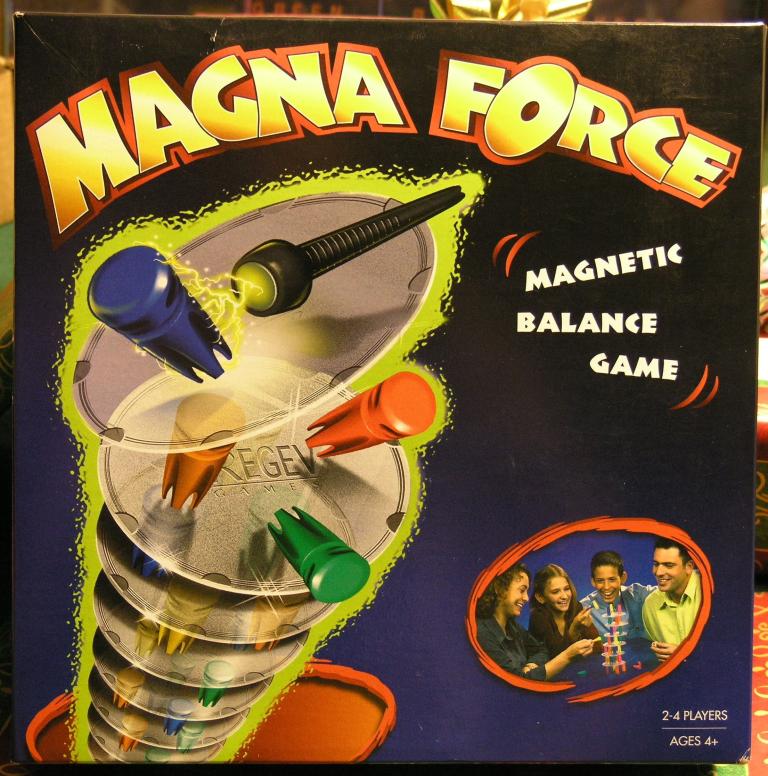 MAGNA FORCE
MAGNETIC
BALANCE
GAME
REGEV
GAMES
2-4 PLAYERS
AGES 4+